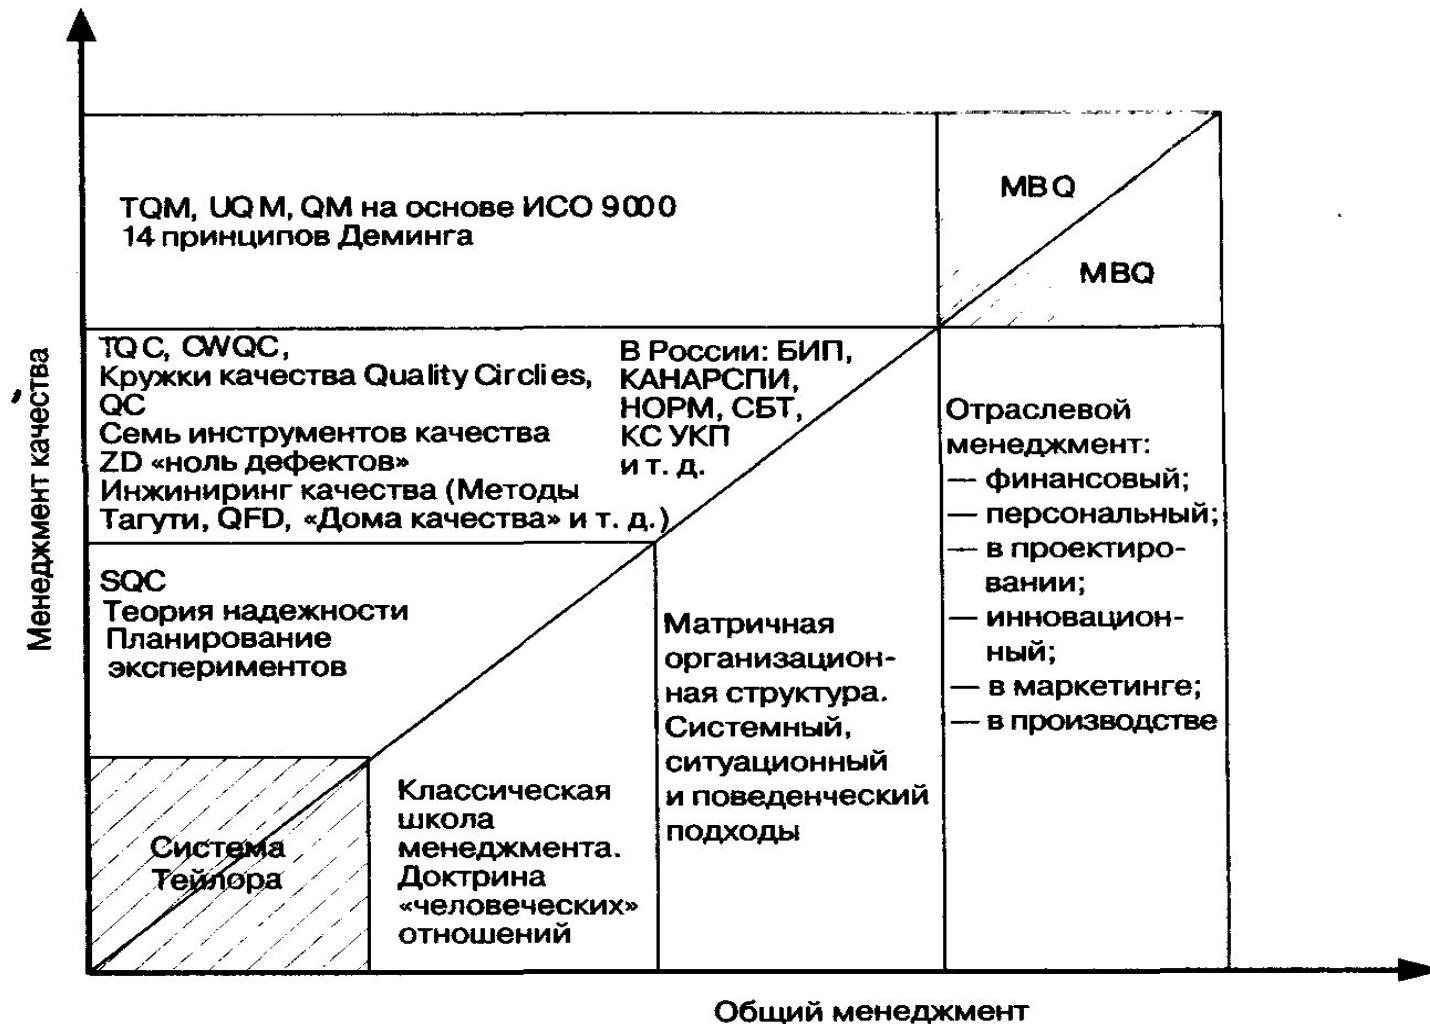 TQM, UQM, QM на основе ИСО 9000
14 принципов Деминга
MBQ
MBQ
Менеджмент качества
TQC, CWQC,
Кружки качества Quality Circlies,
QC
Семь инструментов качества
ZD «ноль дефектов»
Инжиниринг качества (Методы
Тагути, QFD, «Дома качества» и т. д.)
В России: БИП,
КАНАРСПИ,
НОРМ, СБТ,
КС УКП
и т. д.
Отраслевой
менеджмент:
— финансовый;
— персональный;
— в проектиро-
вании;
— инновацион-
ный;
— в маркетинге;
— в производстве
SQC
Теория надежности
Планирование
экспериментов
Матричная
организацион-
ная структура.
Системный,
ситуационный
и поведенческий
подходы
Система
Тейлора
Классическая
школа
менеджмента.
Доктрина
«человеческих»
отношений
Общий менеджмент